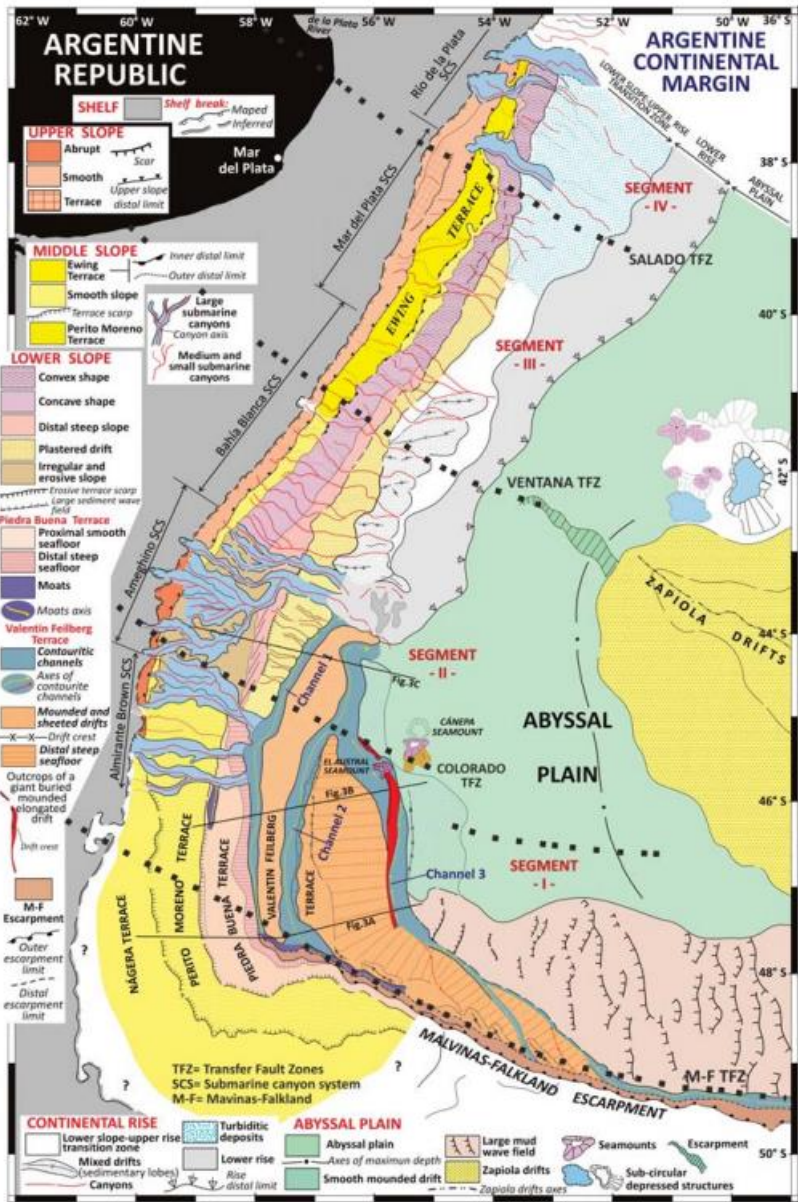 62° W
60° W
58° W
56° W
54° W
52° W
50° W
36° S
ARGENTINE
REPUBLIC
de la Plata
River
Río de la Plata
SCS
ARGENTINE
CONTINENTAL
MARGIN
LOWER SLOPE-UPPER RISE
TRANSITION ZONE
LOWER
RISE
ABYSSAL
PLAIN
SHELF
Shelf break:
Maped
Inferred
UPPER SLOPE
Abrupt
Scar
Smooth
Upper slope
distal limit
Terrace
Mar
del Plata
38° S
Mar del Plata SCS
SEGMENT
- IV -
SALADO TFZ
MIDDLE SLOPE
Ewing
Terrace
Inner distal limit
Outer distal limit
Smooth slope
Terrace scarp
Perito Moreno
Terrace
Large
submarine
canyons
Canyon axis
Medium and
small submarine
canyons
EWING
TERRACE
40° S
SEGMENT
- III -
Bahía Blanca SCS
LOWER SLOPE
Convex shape
Concave shape
Distal steep slope
Plastered drift
Irregular and
erosive slope
Erosive terrace scarp
Large sediment wave
field
VENTANA TFZ
42° S
Piedra Buena Terrace
Proximal smooth
seafloor
Distal steep
seafloor
Moats
Moats axis
Ameghino SCS
ZAPIOLA
DRIFTS
44° S
Valentin Feilberg
Terrace
Contouritic
channels
Axes of
contourite
channels
Mounded and
sheeted drifts
Drift crest
Distal steep
seafloor
Almirante Brown SCS
Channel 1
Fig.3C
SEGMENT
- II -
CÁNEPA
SEAMOUNT
EL AUSTRAL
SEAMOUNT
COLORADO
TFZ
ABYSSAL
PLAIN
46° S
Outcrops of a
giant buried
mounded
elongated
drift
Drift crest
Fig.3B
Channel 2
Channel 3
SEGMENT
- I -
M-F
Escarpment
Outer
escarpment
limit
Distal
escarpment
limit
?
NÁGERA TERRACE
PERITO
MORENO
TERRACE
PIEDRA
BUENA
TERRACE
VALENTIN FEILBERG
TERRACE
Fig.3A
48° S
MALVINAS-FALKLAND ESCARPMENT
M-F TFZ
?
?
TFZ= Transfer Fault Zones
SCS= Submarine canyon system
M-F= Mavinas-Falkland
50° S
CONTINENTAL RISE
Lower slope-upper rise
transition zone
Mixed drifts
(sedimentary lobes)
Canyons
Turbiditic
deposits
Lower rise
Rise
distal limit
ABYSSAL PLAIN
Abyssal plain
Axes of maximun depth
Smooth mounded drift
Large mud
wave field
Zapiola drifts
Zapiola drifts axes
Seamounts
Escarpment
Sub-circular
depressed structures